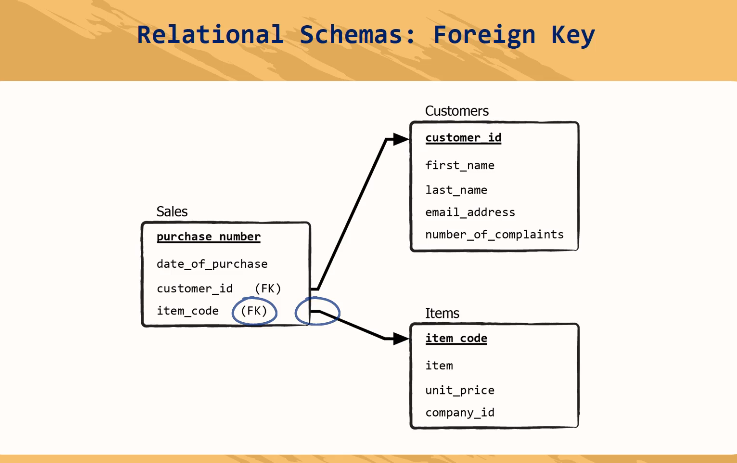 Relational Schemas: Foreign Key
Customers
customer_id
first_name
last_name
email_address
number_of_complaints
Sales
purchase_number
date_of_purchase
customer_id (FK)
item_code (FK)
Items
item_code
item
unit_price
company_id